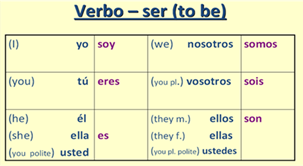 Verbo – ser (to be)
(I) yo soy (we) nosotros somos
(you) tú eres (you pl.) vosotros sois
(he) él (they m.) ellos son
(she) ella es (they f.) ellas
(you polite) usted (you pl. polite) ustedes